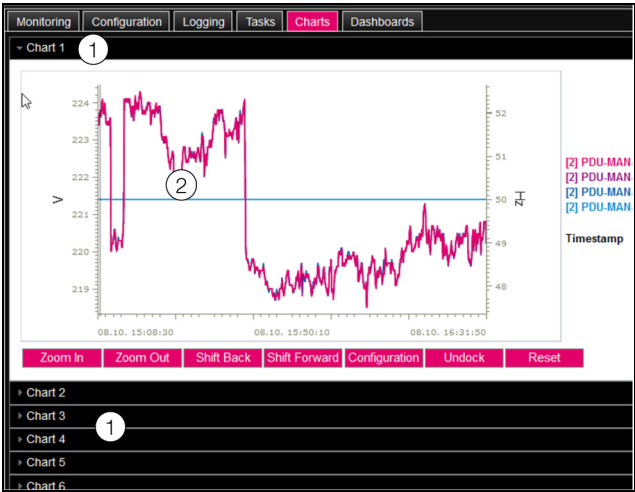 Monitoring Configuration Logging Tasks Charts Dashboards
Chart 1 1
224
223
222
221
220
219
V
2
52
51
50
49
48
Hz
[2] PDU-MAN-
[2] PDU-MAN-
[2] PDU-MAN-
[2] PDU-MAN-
Timestamp
08.10. 15:08:30 08.10. 15:50:10 08.10. 16:31:50
Zoom In Zoom Out Shift Back Shift Forward Configuration Undock Reset
Chart 2
Chart 3
Chart 4 1
Chart 5
Chart 6